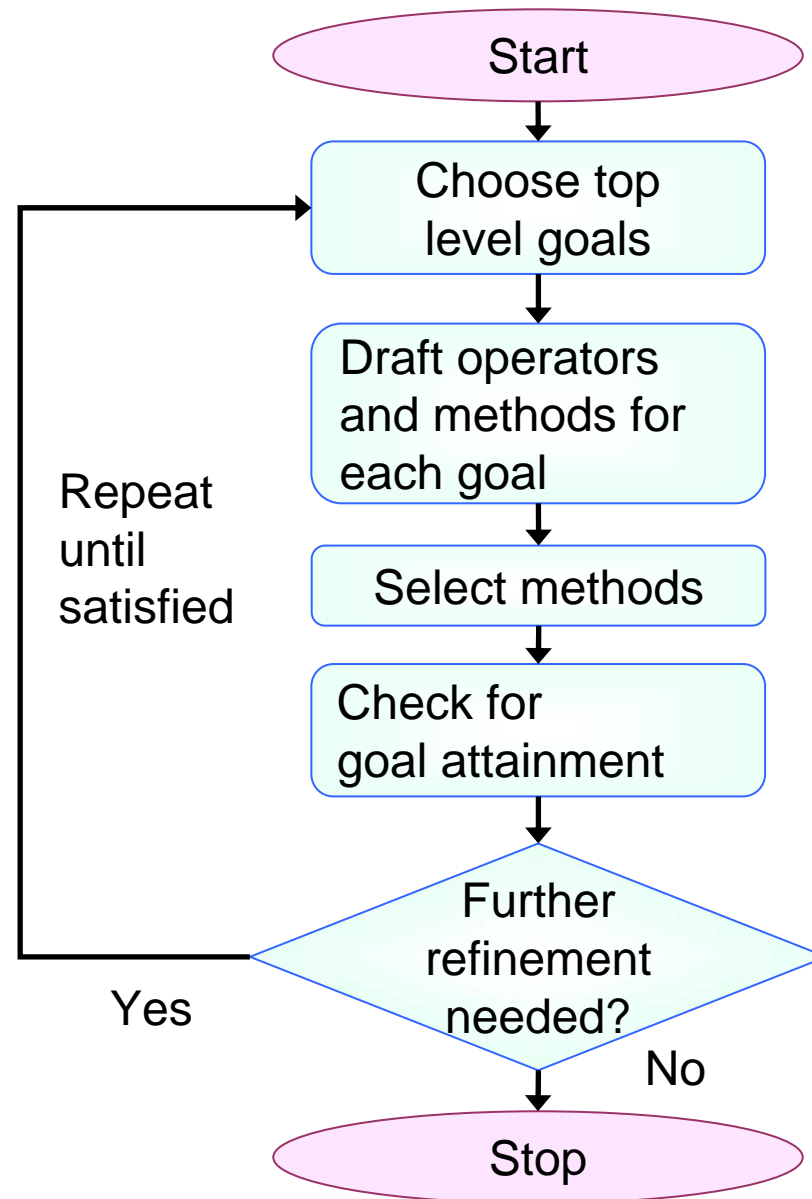 Start
Choose top
level goals
Draft operators
and methods for
each goal
Repeat
until
satisfied
Select methods
Check for
goal attainment
Further
refinement
needed?
Yes
No
Stop